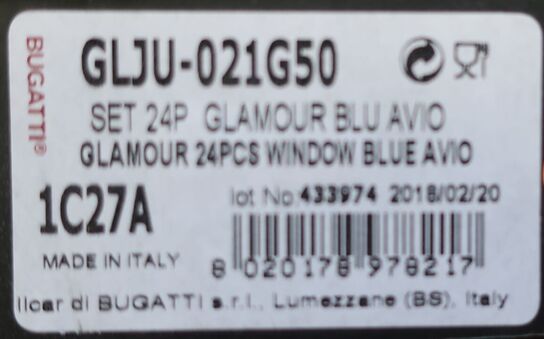 BUGATTI®
GLJU-021G50
SET 24P GLAMOUR BLU AVIO
GLAMOUR 24PCS WINDOW BLUE AVIO
1C27A
lot No. 433974 2018/02/20
MADE IN ITALY
8 020178 978217
Ilcar di BUGATTI s.r.l., Lumezzane (BS), Italy